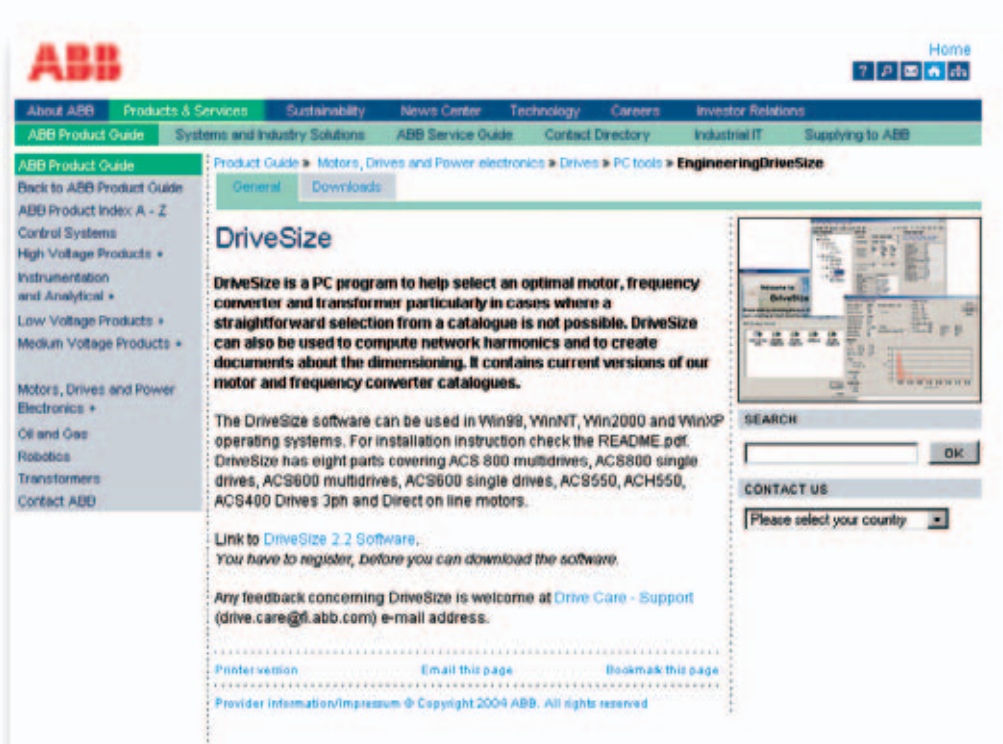 ABB
Home
About ABB Products & Services Sustainability News Center Technology Careers Investor Relations
ABB Product Guide Systems and Industry Solutions ABB Service Guide Contact Directory Industrial IT Supplying to ABB
ABB Product Guide
Back to ABB Product Guide
ABB Product Index A - Z
Control Systems
High Voltage Products +
Instrumentation
and Analytical +
Low Voltage Products +
Medium Voltage Products +
Motors, Drives and Power
Electronics +
Oil and Gas
Robotics
Transformers
Contact ABB
Product Guide » Motors, Drives and Power electronics » Drives » PC tools » EngineeringDriveSize
General Downloads
DriveSize
DriveSize is a PC program to help select an optimal motor, frequency
converter and transformer particularly in cases where a
straightforward selection from a catalogue is not possible. DriveSize
can also be used to compute network harmonics and to create
documents about the dimensioning. It contains current versions of our
motor and frequency converter catalogues.
The DriveSize software can be used in Win98, WinNT, Win2000 and WinXP
operating systems. For installation instruction check the README.pdf.
DriveSize has eight parts covering ACS 800 multidrives, ACS800 single
drives, ACS600 multidrives, ACS600 single drives, ACS550, ACH550,
ACS400 Drives 3ph and Direct on line motors.
Link to DriveSize 2.2 Software.
You have to register, before you can download the software.
Any feedback concerning DriveSize is welcome at Drive Care - Support
(drive.care@fi.abb.com) e-mail address.
Printer version Email this page Bookmark this page
Provider information/Impressum © Copyright 2004 ABB. All rights reserved
Welcome to
DriveSize
SEARCH
OK
CONTACT US
Please select your country